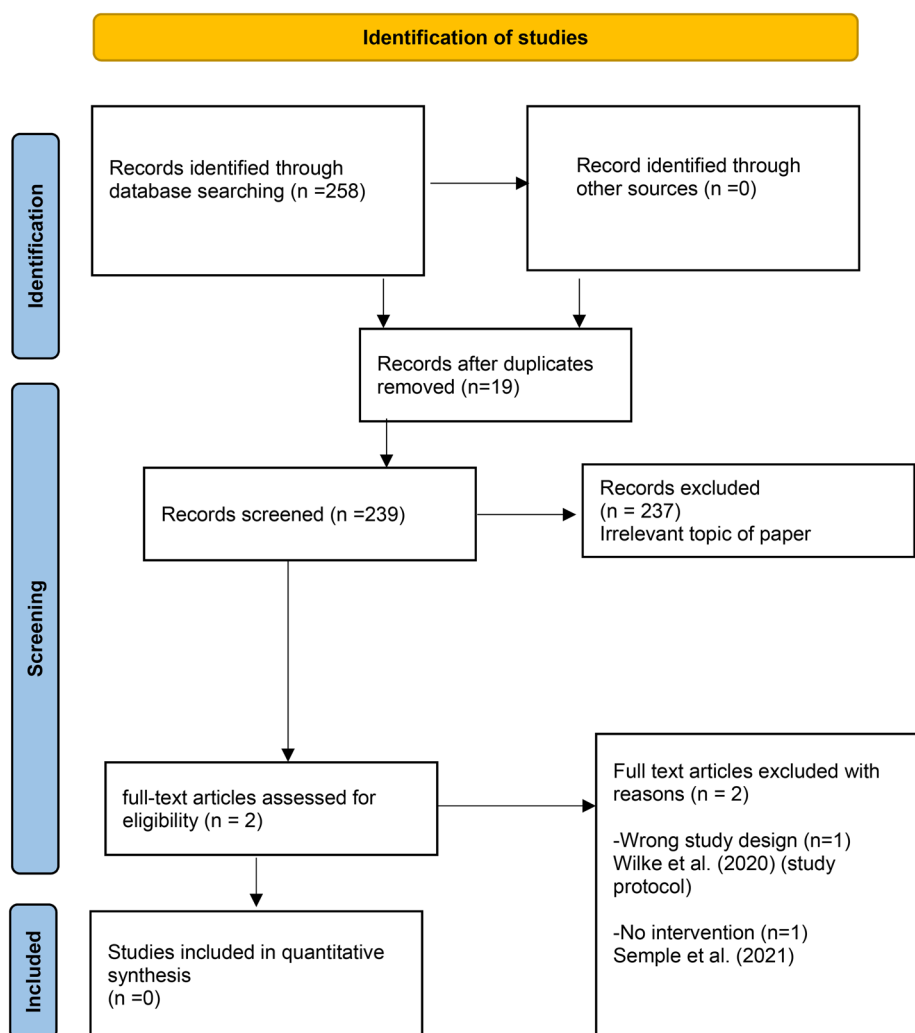 Identification of studies
Identification
Records identified through
database searching (n =258)
Record identified through
other sources (n =0)
Records after duplicates
removed (n=19)
Screening
Records screened (n =239)
Records excluded
(n = 237)
Irrelevant topic of paper
full-text articles assessed for
eligibility (n = 2)
Full text articles excluded with
reasons (n = 2)
-Wrong study design (n=1)
Wilke et al. (2020) (study
protocol)
-No intervention (n=1)
Semple et al. (2021)
Included
Studies included in quantitative
synthesis
(n =0)